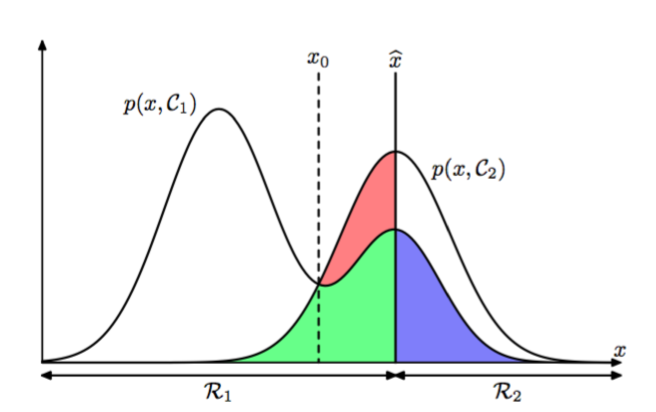 x₀
x̂
p(x, 𝒞₁)
p(x, 𝒞₂)
x
ℛ₁
ℛ₂